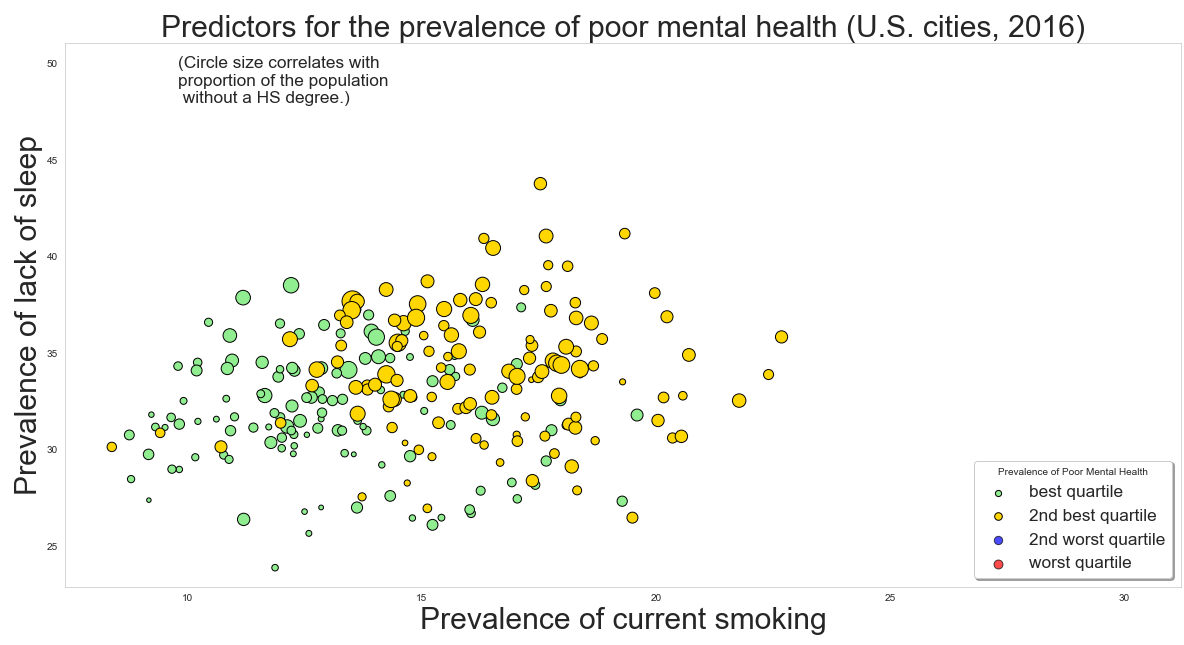 Predictors for the prevalence of poor mental health (U.S. cities, 2016)
(Circle size correlates with
proportion of the population
without a HS degree.)
Prevalence of lack of sleep
50
45
40
35
30
25
Prevalence of Poor Mental Health
best quartile
2nd best quartile
2nd worst quartile
worst quartile
10
15
20
25
30
Prevalence of current smoking